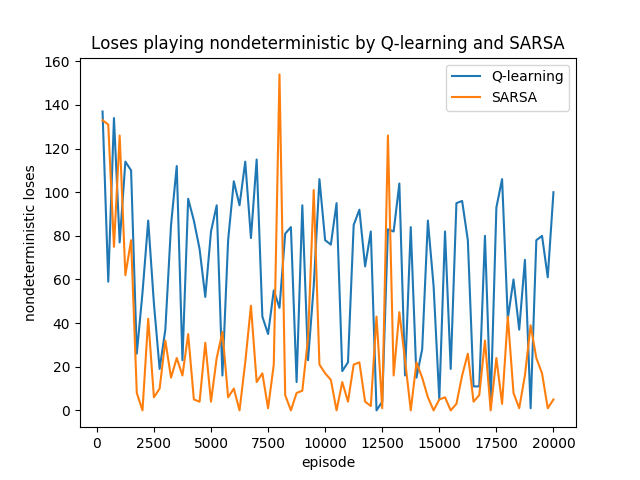 Loses playing nondeterministic by Q-learning and SARSA
Q-learning
SARSA
nondeterministic loses
160
140
120
100
80
60
40
20
0
0 2500 5000 7500 10000 12500 15000 17500 20000
episode